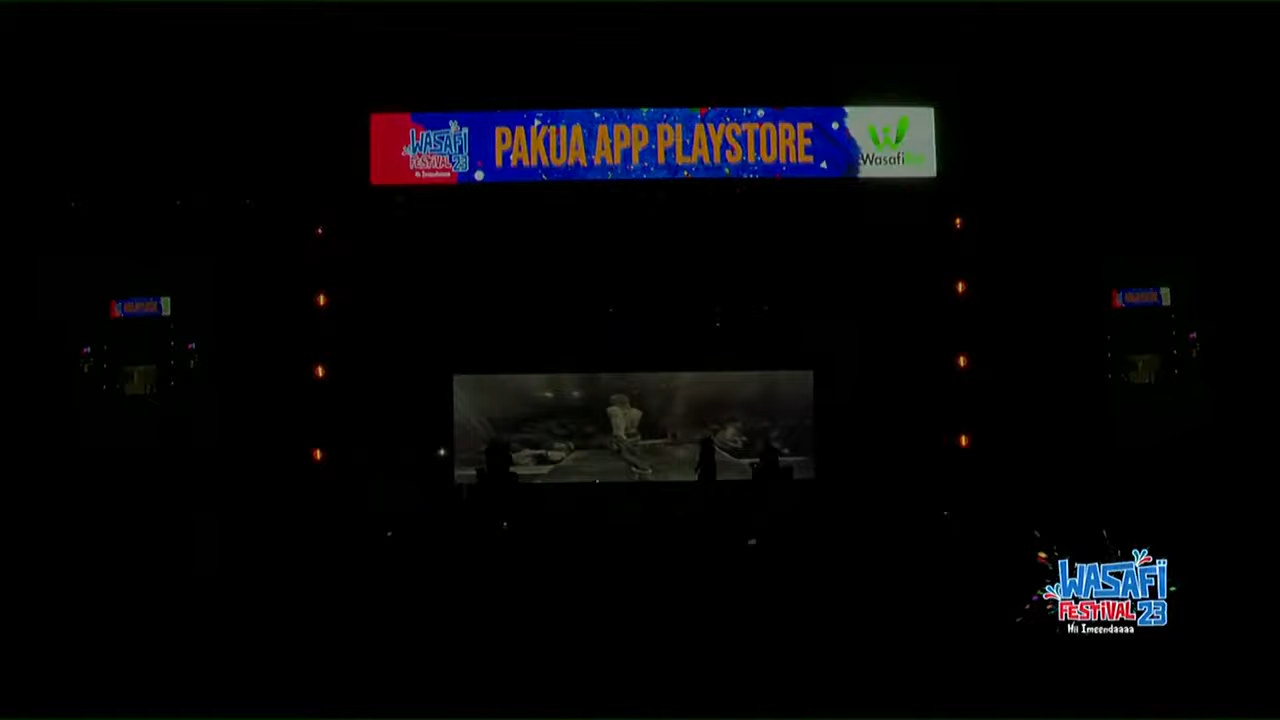 WASAFI
FESTIVAL 23
PAKUA APP PLAYSTORE
Wasafi
WASAFI
FESTIVAL 23
Hii Imeendaaaa